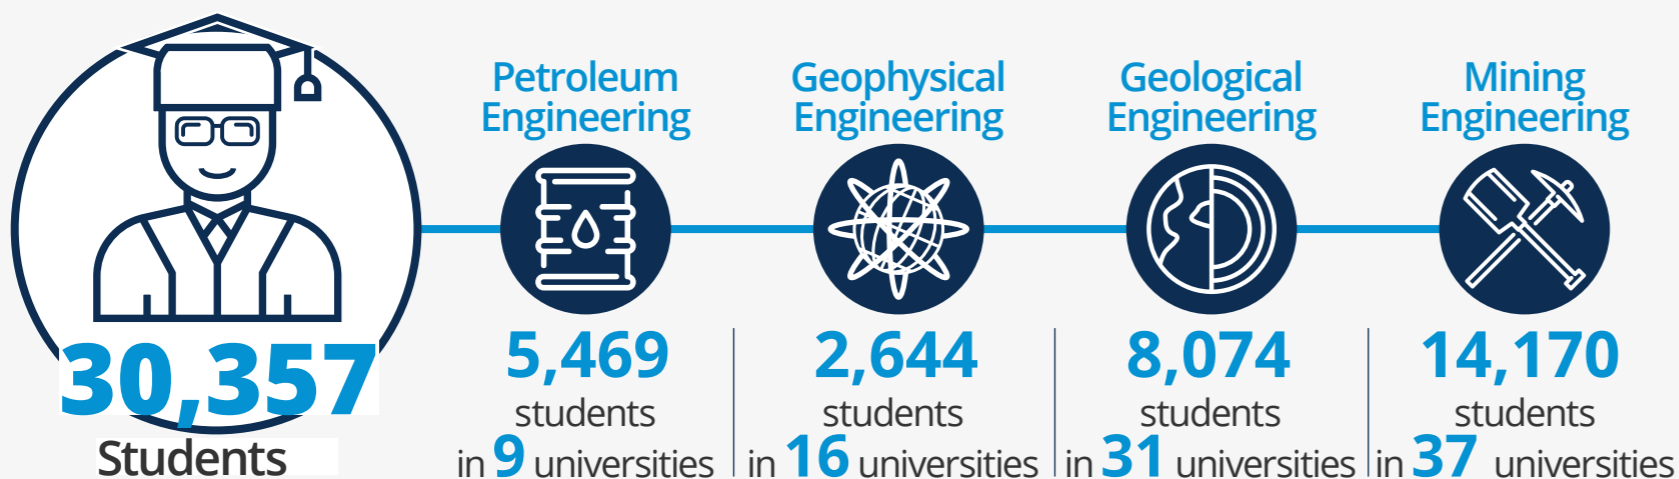 30,357
Students
Petroleum
Engineering
5,469
students
in 9 universities
Geophysical
Engineering
2,644
students
in 16 universities
Geological
Engineering
8,074
students
in 31 universities
Mining
Engineering
14,170
students
in 37 universities